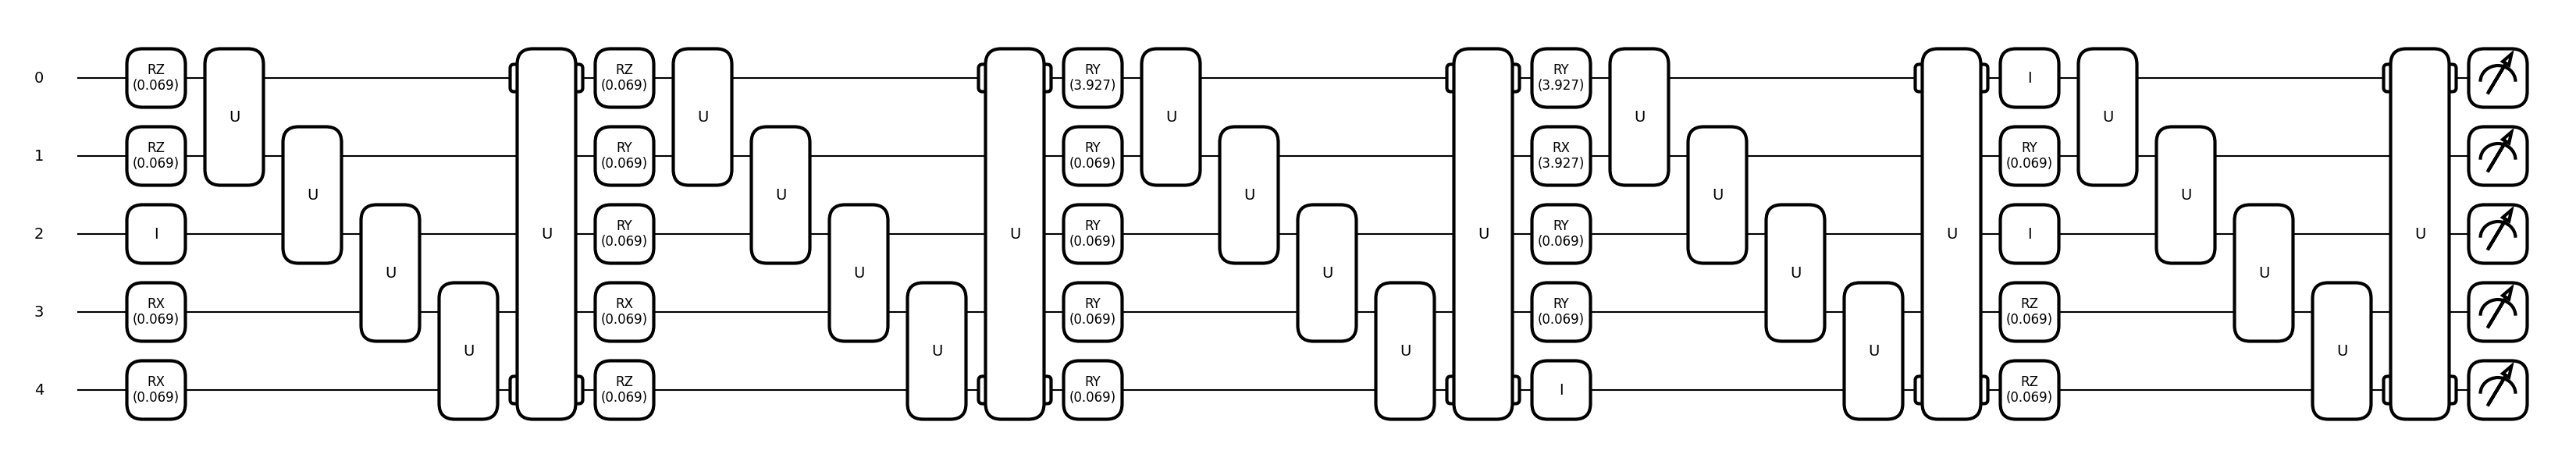 0 RZ (0.069) RZ (0.069) RY (3.927) RY (3.927) I
U U U U U
1 RZ (0.069) RY (0.069) RY (0.069) RX (3.927) RY (0.069)
U U U U U
2 I U RY (0.069) U RY (0.069) U RY (0.069) U I U
U U U U U
3 RX (0.069) RX (0.069) RY (0.069) RY (0.069) RZ (0.069)
U U U U U
4 RX (0.069) RZ (0.069) RY (0.069) I RZ (0.069)